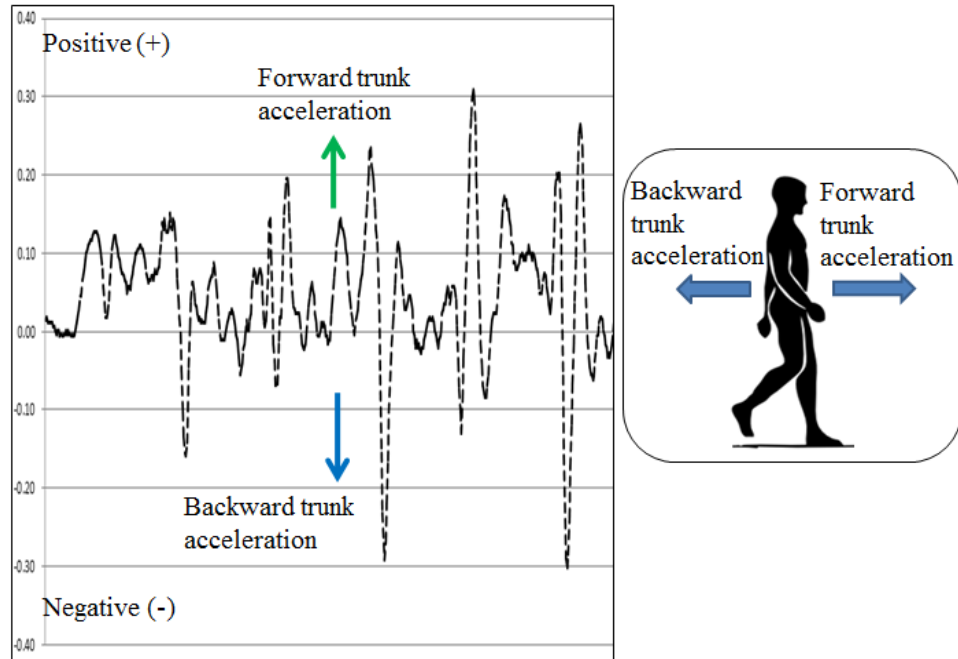 0.40
Positive (+)
0.30
Forward trunk
acceleration
0.20
0.10
0.00
-0.10
-0.20
Backward trunk
acceleration
-0.30
Negative (-)
-0.40
Backward
trunk
acceleration
Forward
trunk
acceleration